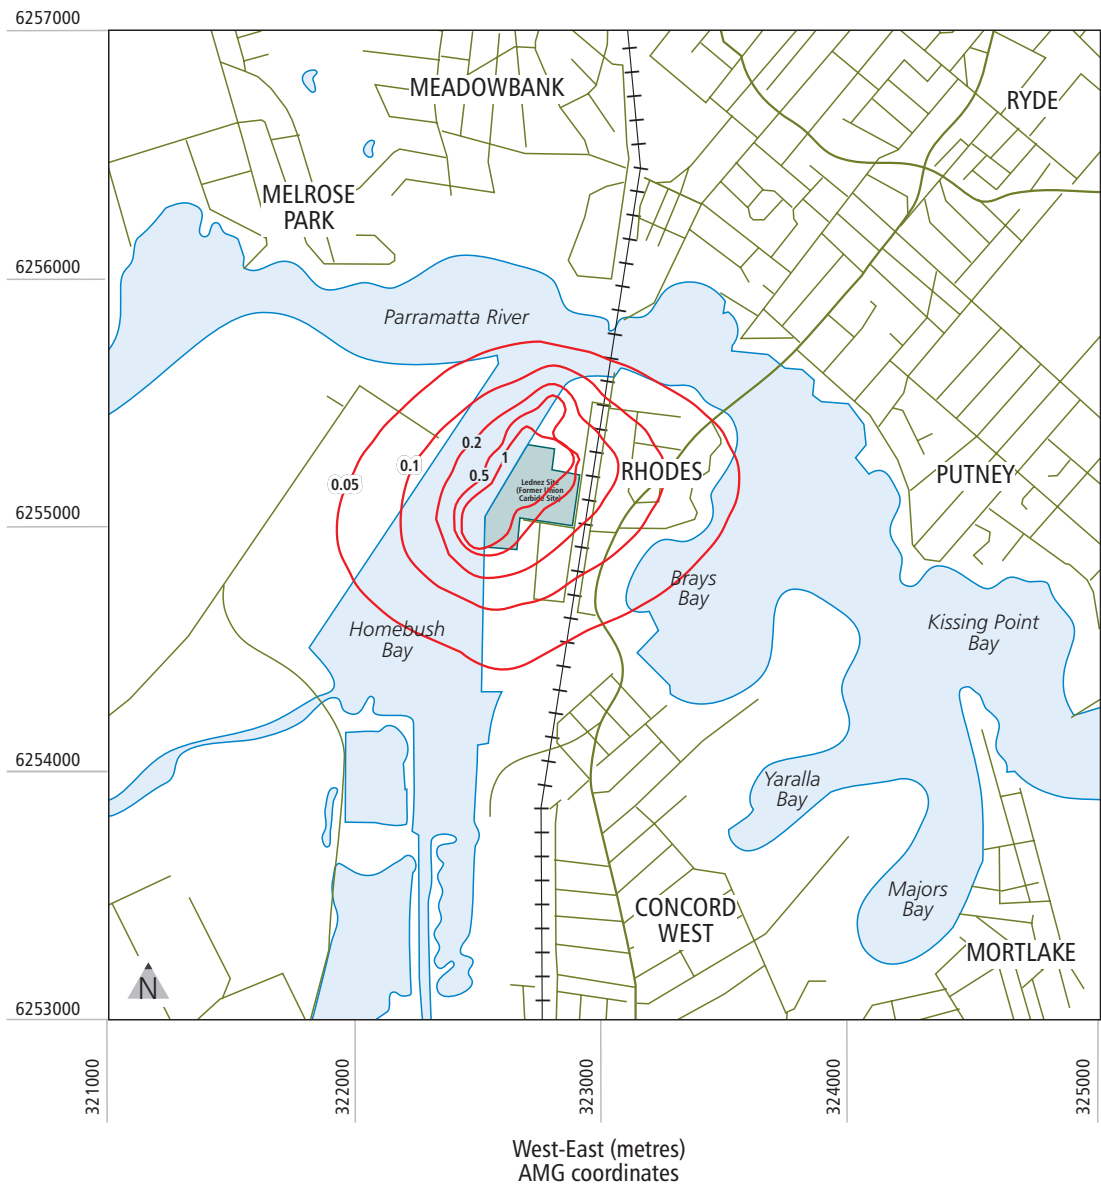 6257000
MEADOWBANK
RYDE
MELROSE
PARK
6256000
Parramatta River
0.2
0.1
1
0.5
0.05
RHODES
PUTNEY
Lednez Site
(Former Union
Carbide Site)
6255000
Brays
Bay
Homebush
Bay
Kissing Point
Bay
6254000
Yaralla
Bay
Majors
Bay
CONCORD
WEST
MORTLAKE
N
6253000
321000
322000
323000
324000
325000
West-East (metres)
AMG coordinates